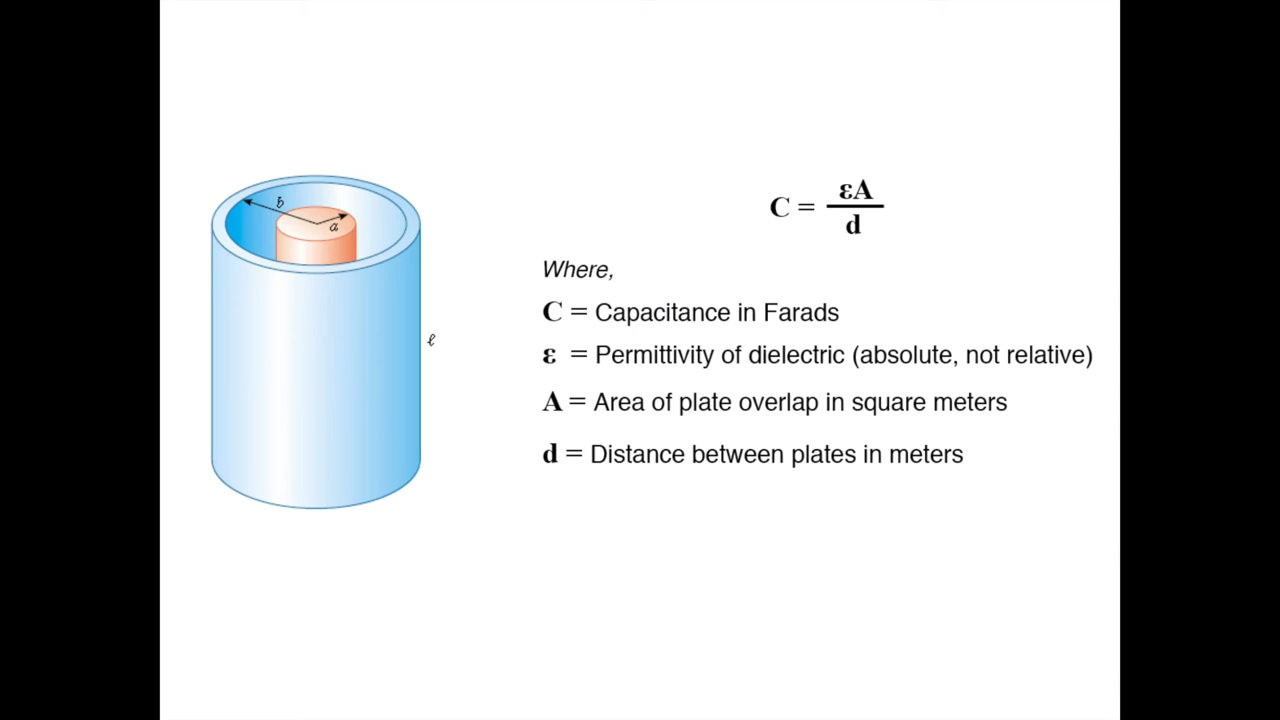 b
a
ℓ
C = εA
d
Where,
C = Capacitance in Farads
ε = Permittivity of dielectric (absolute, not relative)
A = Area of plate overlap in square meters
d = Distance between plates in meters